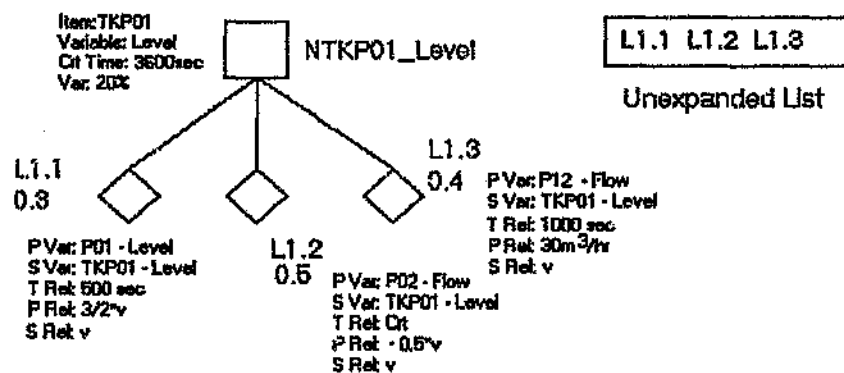 Item: TKP01
Variable: Level
Crt Time: 3600sec
Var: 20%
NTKP01_Level
L1.1 L1.2 L1.3
Unexpanded List
L1.1
0.3
P Var: P01 - Level
S Var: TKP01 - Level
T Rel: 500 sec
P Rel: 3/2*v
S Rel: v
L1.2
0.5
P Var: P02 - Flow
S Var: TKP01 - Level
T Rel: Crt
P Rel: - 0.5*v
S Rel: v
L1.3
0.4
P Var: P12 - Flow
S Var: TKP01 - Level
T Rel: 1000 sec
P Rel: 30m³/hr
S Rel: v